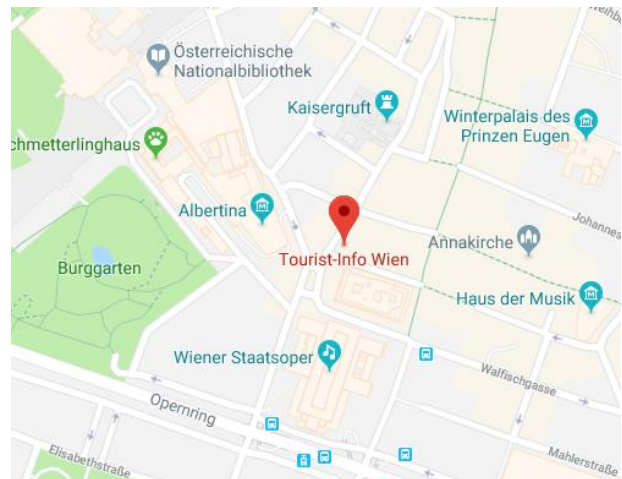 Österreichische
Nationalbibliothek
Kaisergruft
Winterpalais des
Prinzen Eugen
chmetterlinghaus
Johannes
Albertina
Annakirche
Tourist-Info Wien
Burggarten
Haus der Musik
Wiener Staatsoper
Walfischgasse
Opernring
Elisabethstraße
Mahlerstraße